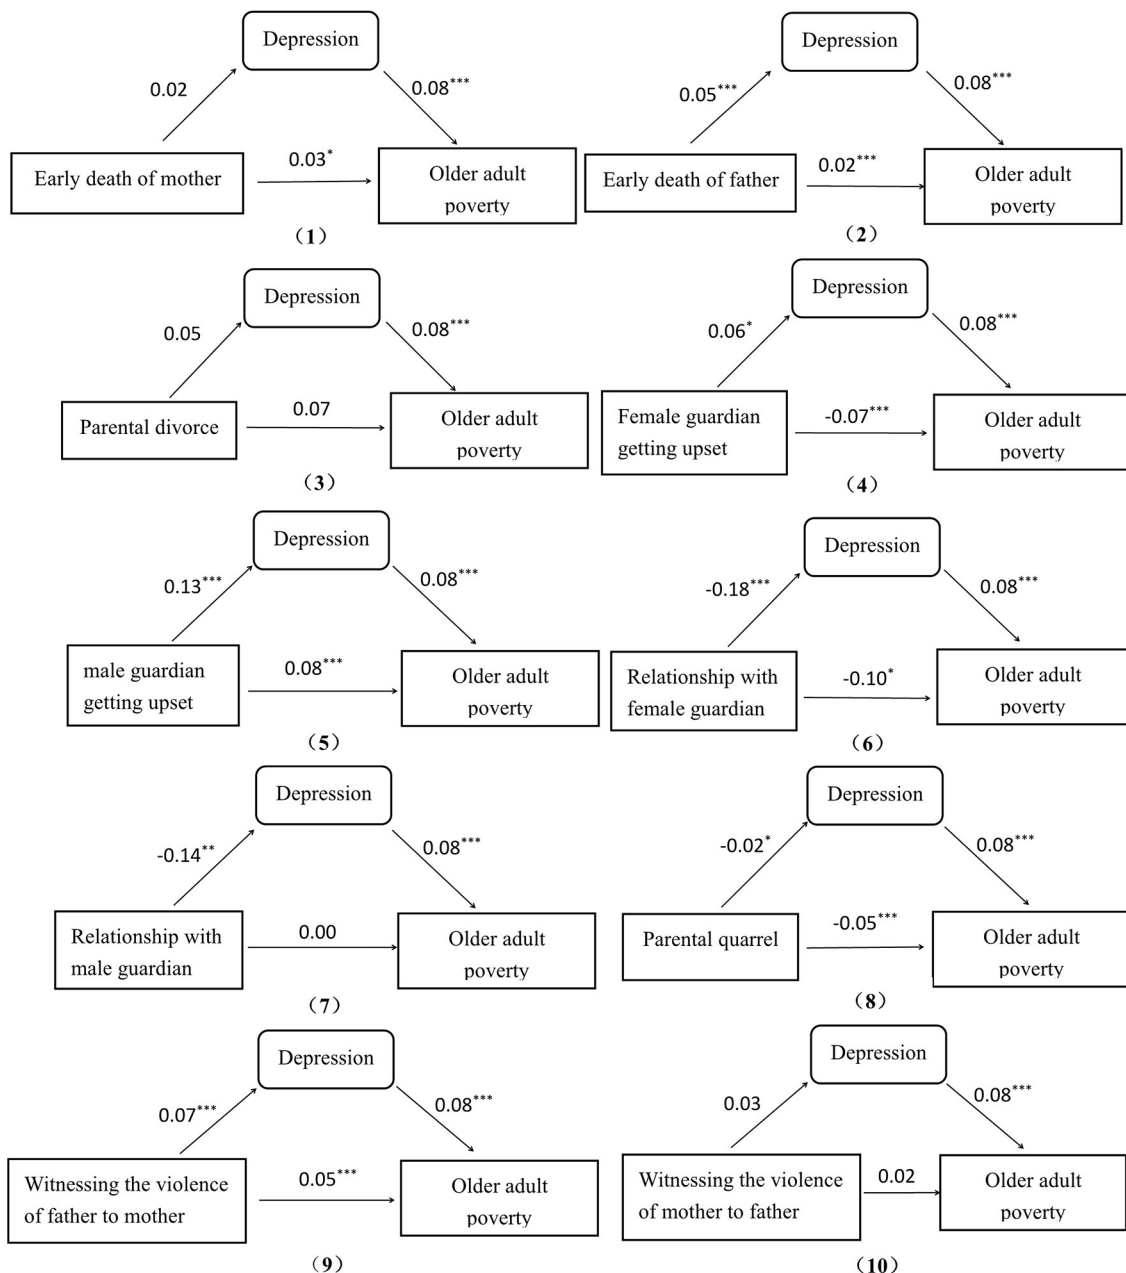 Depression
0.02
0.08***
Early death of mother
0.03*
Older adult
poverty
（1）
Depression
0.05***
0.08***
Early death of father
0.02***
Older adult
poverty
（2）
Depression
0.05
0.08***
Parental divorce
0.07
Older adult
poverty
（3）
Depression
0.06*
0.08***
Female guardian
getting upset
-0.07***
Older adult
poverty
（4）
Depression
0.13***
0.08***
male guardian
getting upset
0.08***
Older adult
poverty
（5）
Depression
-0.18***
0.08***
Relationship with
female guardian
-0.10*
Older adult
poverty
（6）
Depression
-0.14**
0.08***
Relationship with
male guardian
0.00
Older adult
poverty
（7）
Depression
-0.02*
0.08***
Parental quarrel
-0.05***
Older adult
poverty
（8）
Depression
0.07***
0.08***
Witnessing the violence
of father to mother
0.05***
Older adult
poverty
（9）
Depression
0.03
0.08***
Witnessing the violence
of mother to father
0.02
Older adult
poverty
（10）